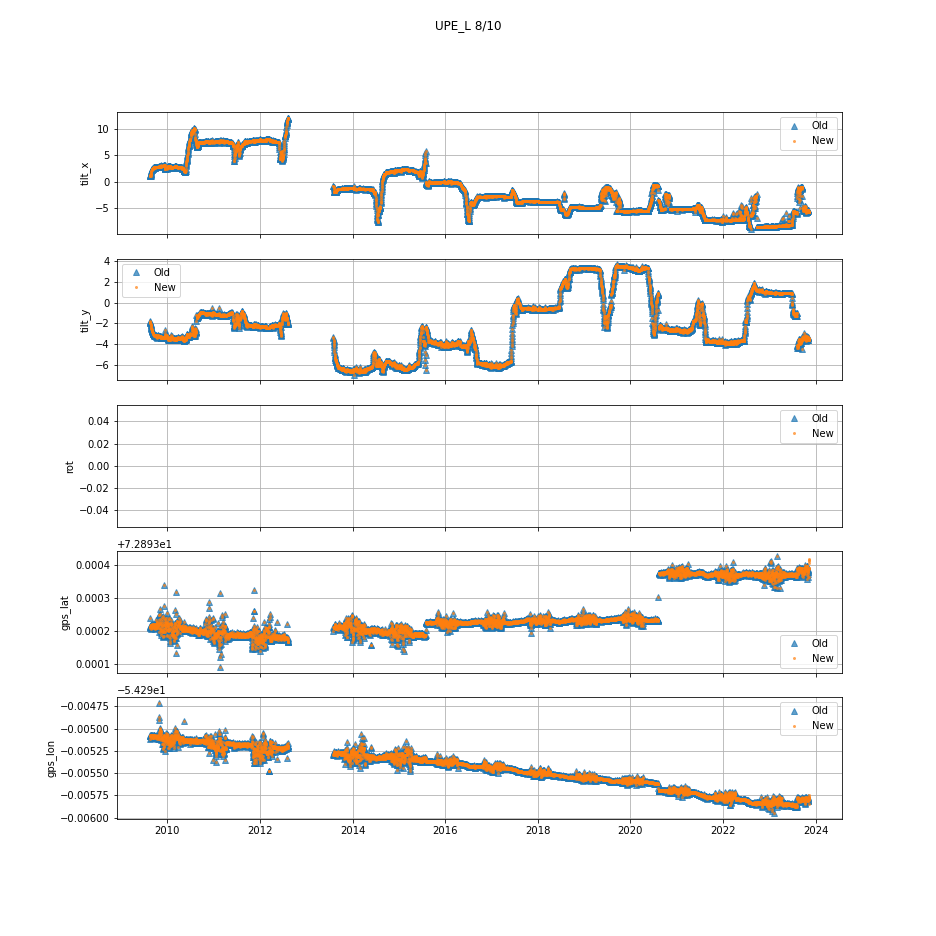 UPE_L 8/10
10
5
0
−5
tilt_x
Old
New
4
2
0
−2
−4
−6
tilt_y
Old
New
0.04
0.02
0.00
−0.02
−0.04
rot
Old
New
+7.2893e1
0.0004
0.0003
0.0002
0.0001
gps_lat
Old
New
−5.429e1
−0.00475
−0.00500
−0.00525
−0.00550
−0.00575
−0.00600
gps_lon
Old
New
2010 2012 2014 2016 2018 2020 2022 2024